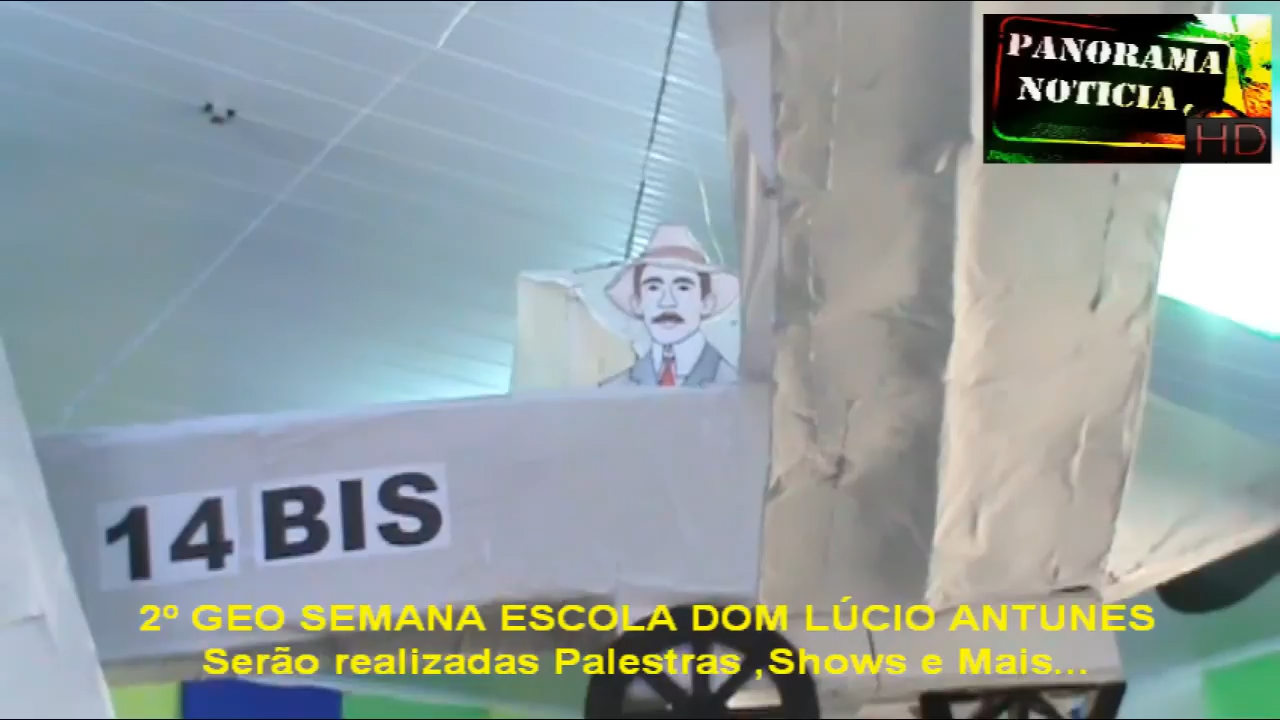 PANORAMA
NOTICIA
HD
14 BIS
2º GEO SEMANA ESCOLA DOM LÚCIO ANTUNES
Serão realizadas Palestras ,Shows e Mais...